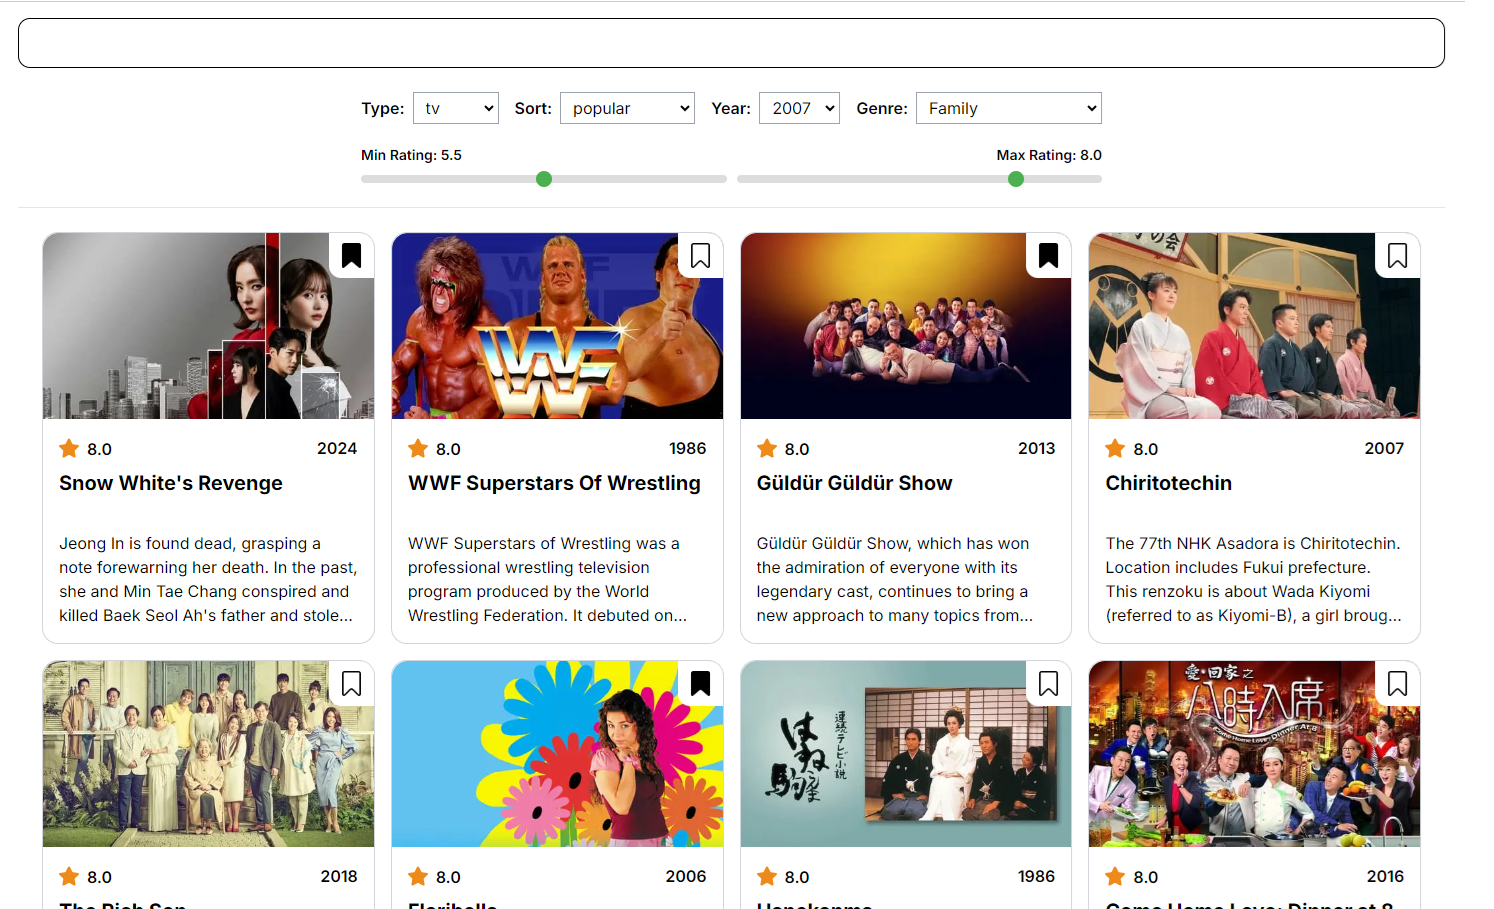 Type: tv Sort: popular Year: 2007 Genre: Family
Min Rating: 5.5 Max Rating: 8.0
WWF
の会
8.0 2024
Snow White's Revenge
Jeong In is found dead, grasping a
note forewarning her death. In the past,
she and Min Tae Chang conspired and
killed Baek Seol Ah's father and stole...
8.0 1986
WWF Superstars Of Wrestling
WWF Superstars of Wrestling was a
professional wrestling television
program produced by the World
Wrestling Federation. It debuted on...
8.0 2013
Güldür Güldür Show
Güldür Güldür Show, which has won
the admiration of everyone with its
legendary cast, continues to bring a
new approach to many topics from...
8.0 2007
Chiritotechin
The 77th NHK Asadora is Chiritotechin.
Location includes Fukui prefecture.
This renzoku is about Wada Kiyomi
(referred to as Kiyomi-B), a girl broug...
連続テレビ小説
はね駒
愛·回家之
八時入席
Come Home Love: Dinner At 8
8.0 2018
8.0 2006
8.0 1986
8.0 2016
The Rich Son
Floribella
Hanekonma
Come Home Love: Dinner at 8